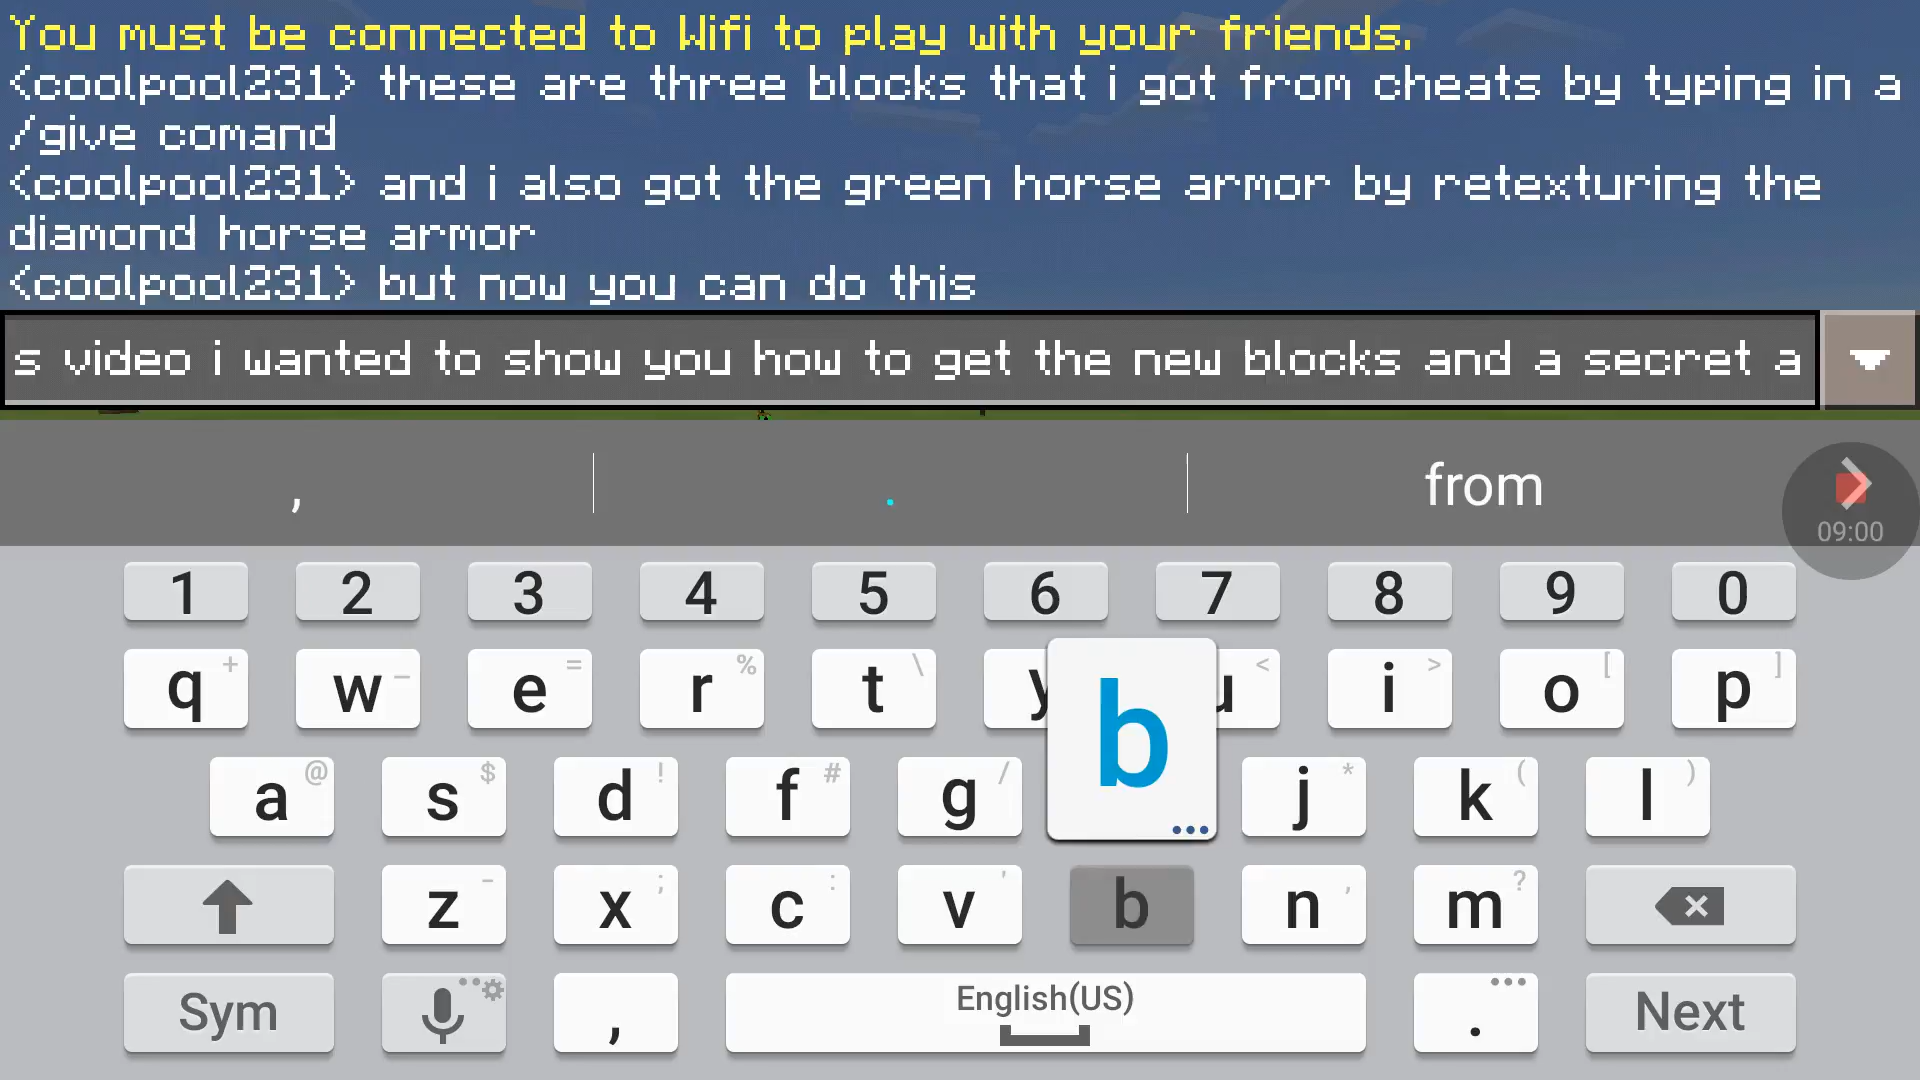 You must be connected to Wifi to play with your friends.
<coolpool231> these are three blocks that i got from cheats by typing in a
/give comand
<coolpool231> and i also got the green horse armor by retexturing the
diamond horse armor
<coolpool231> but now you can do this
s video i wanted to show you how to get the new blocks and a secret a
, . from
09:00
1 2 3 4 5 6 7 8 9 0
q + w – e = r % t \ y u < i > o [ p ]
b
a @ s $ d ! f # g / j * k ( l )
z - x ; c : v ' b n , m ?
Sym , English(US) . Next